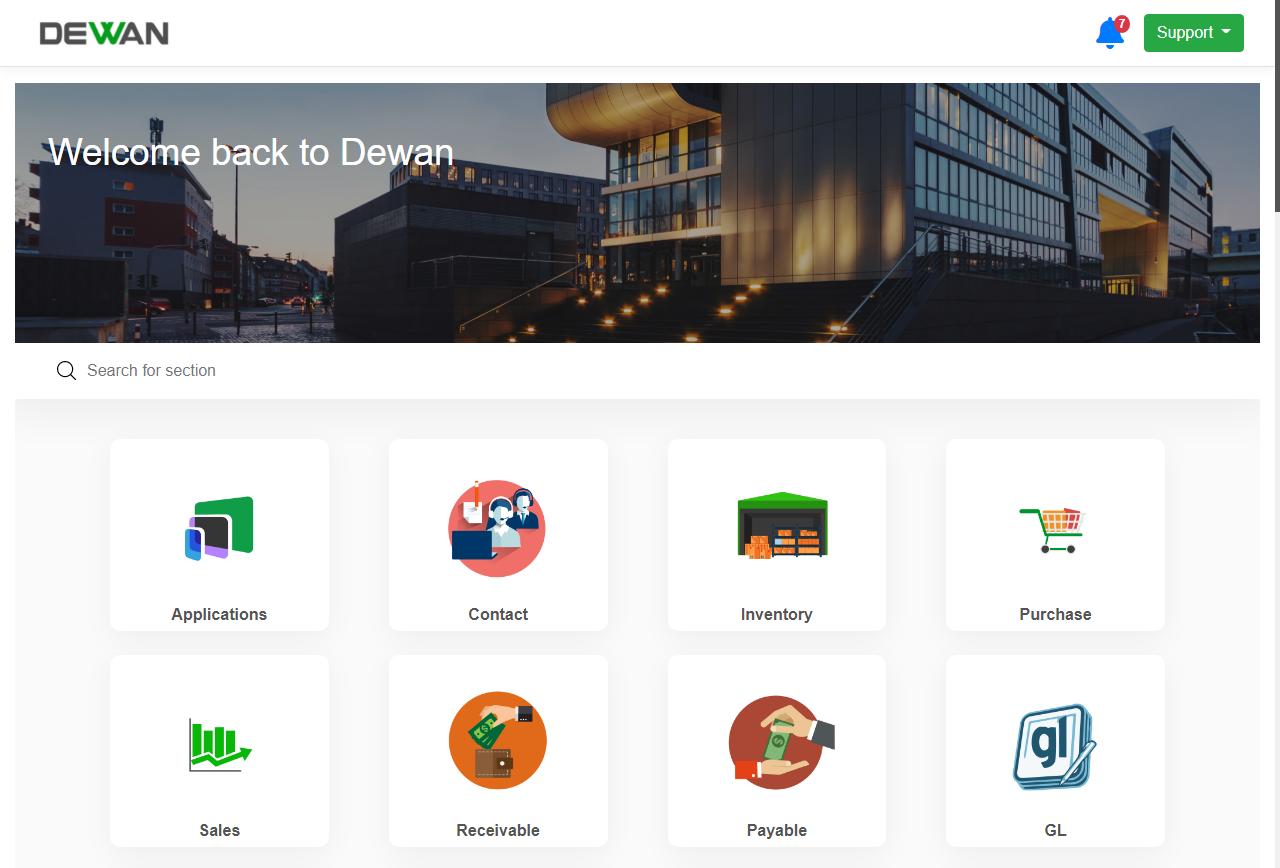 DEWAN
7
Support
Welcome back to Dewan
Search for section
Applications
Contact
Inventory
Purchase
Sales
Receivable
Payable
gl
GL